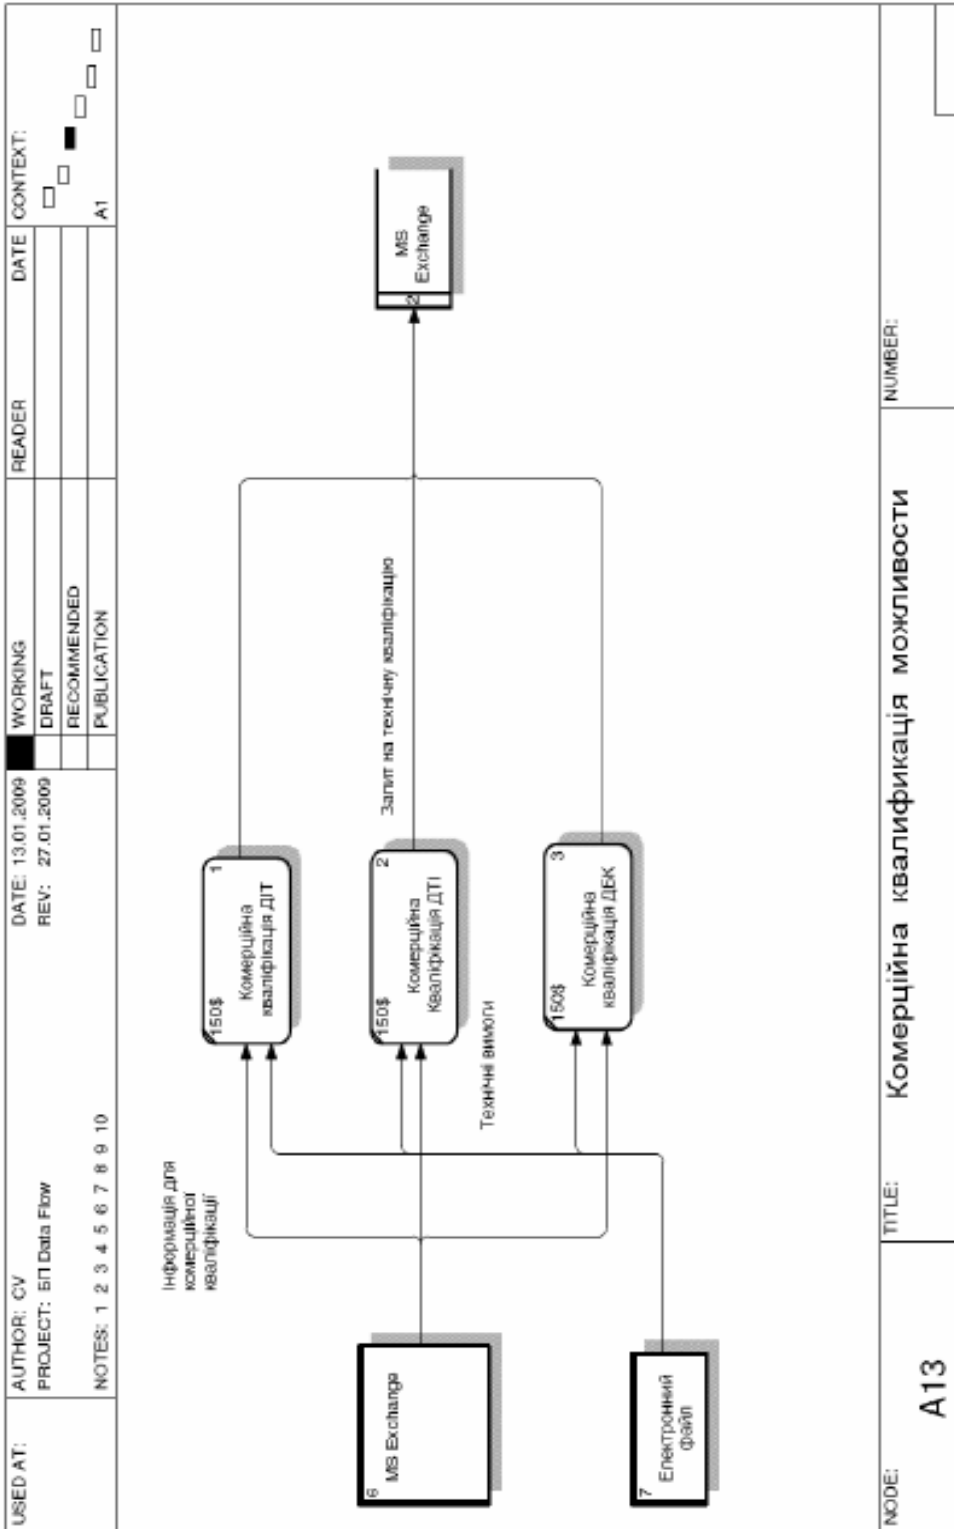 USED AT:
AUTHOR: CV
PROJECT: БП Data Flow
NOTES: 1 2 3 4 5 6 7 8 9 10
DATE: 13.01.2009
REV: 27.01.2009
WORKING
DRAFT
RECOMMENDED
PUBLICATION
READER
DATE
CONTEXT:
A1
Інформація для
комерційної
кваліфікації
150$
1
Комерційна
кваліфікація ДІТ
MS
Exchange
2
6
MS Exchange
150$
2
Комерційна
Кваліфікація ДТІ
Запит на технічну кваліфікацію
Технічні вимоги
150$
3
Комерційна
кваліфікація ДБК
7
Електронний
файл
NODE:
A13
TITLE:
Комерційна квалификація можливости
NUMBER: